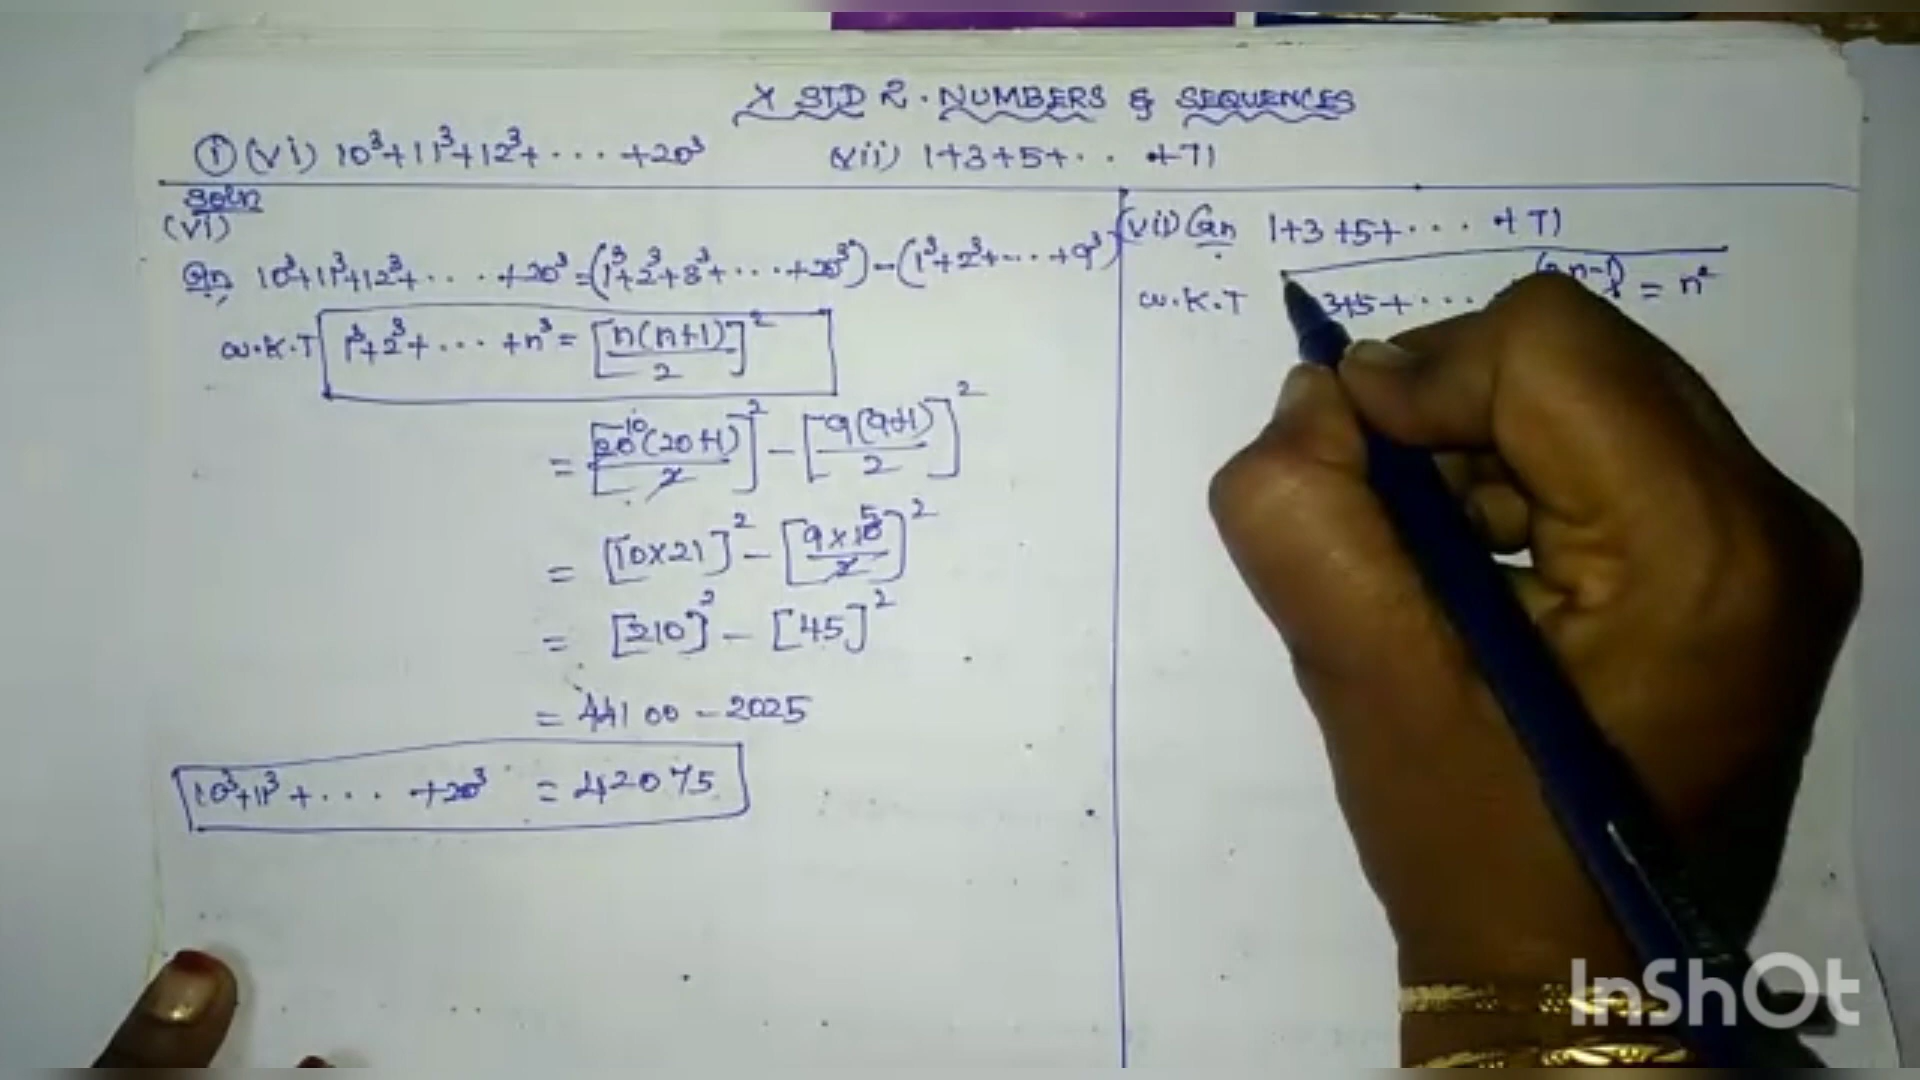 X STD 2. NUMBERS & SEQUENCES
① (vi) 10³+11³+12³+ ... +20³ (vii) 1+3+5+ .. +71
Soln
(vi)
Gn 10³+11³+12³+ .... +20³ = (1³+2³+3³+ ... +20³) - (1³+2³+ ... +9³)
w.K.T 1³+2³+ ... +n³ = [n(n+1)/2]²
= [20(20+1)/2]² - [9(9+1)/2]²
= [10×21]² - [9×10/2]²
= [210]² - [45]²
= 44100 - 2025
10³+11³+ ... +20³ = 42075
(vii) Gn 1+3+5+ ... +71
w.K.T 3+5+ ... = n²
InShOt